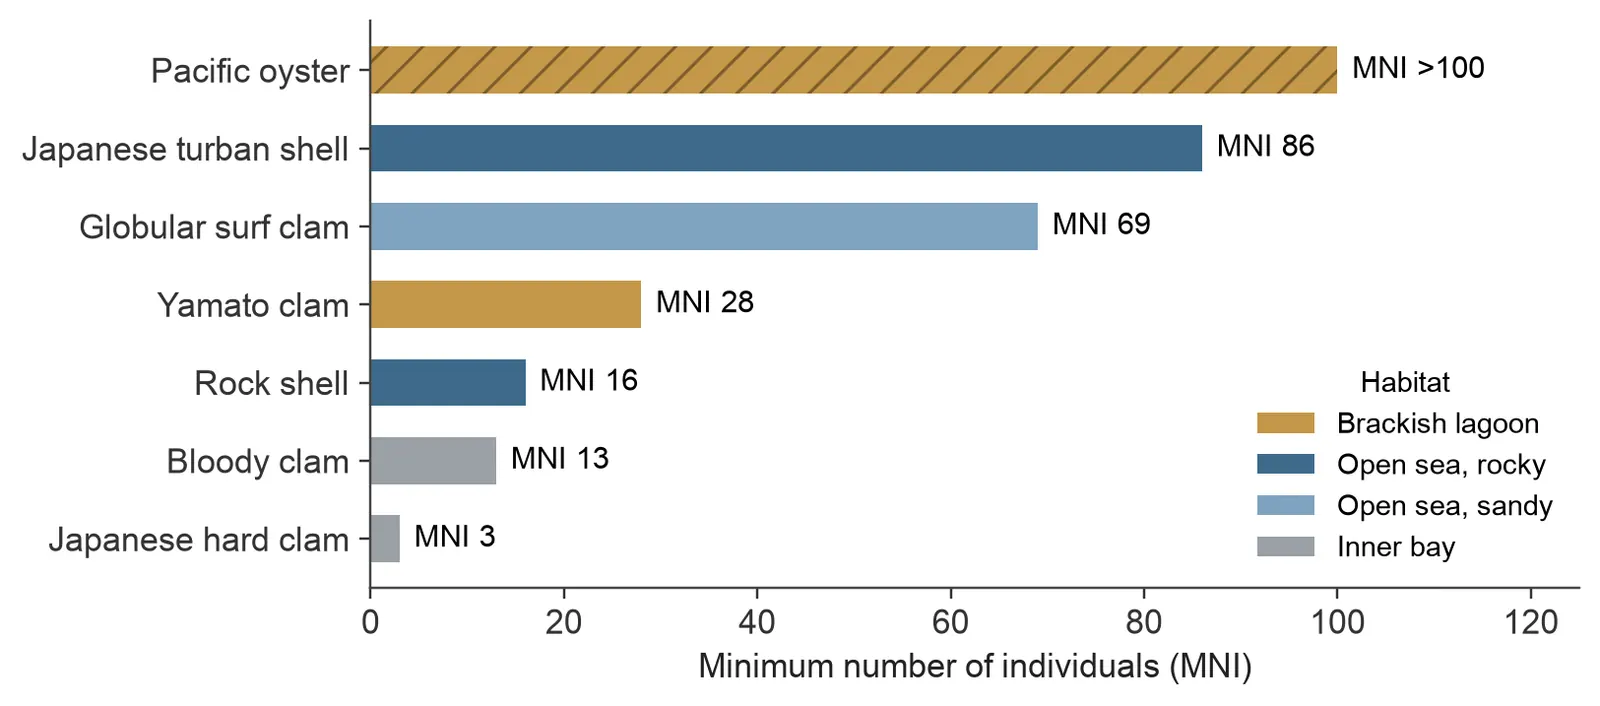 Pacific oyster
MNI >100
Japanese turban shell
MNI 86
Globular surf clam
MNI 69
Yamato clam
MNI 28
Rock shell
MNI 16
Bloody clam
MNI 13
Japanese hard clam
MNI 3
Habitat
Brackish lagoon
Open sea, rocky
Open sea, sandy
Inner bay
0 20 40 60 80 100 120
Minimum number of individuals (MNI)